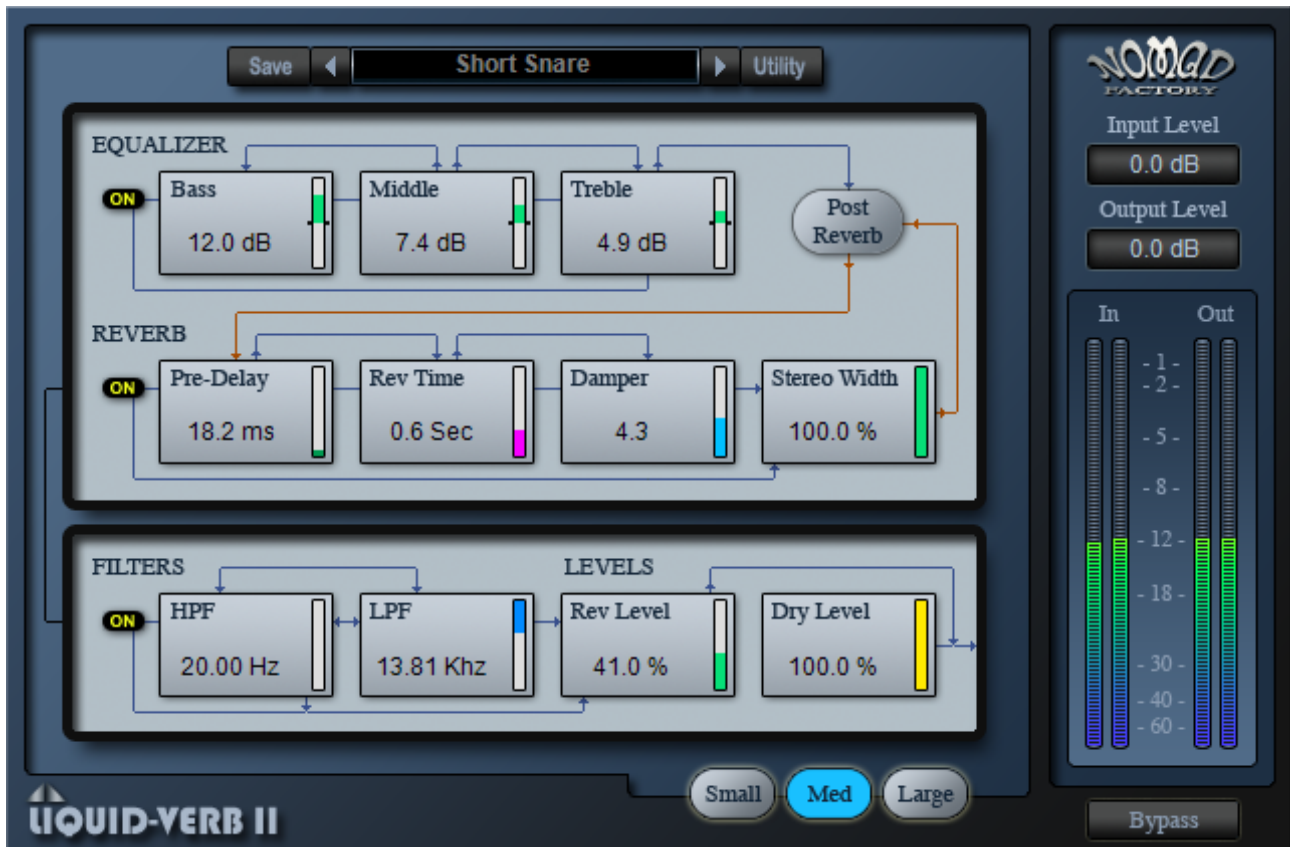 Save
Short Snare
Utility
NOMAD
FACTORY
Input Level
0.0 dB
Output Level
0.0 dB
EQUALIZER
ON
Bass
12.0 dB
Middle
7.4 dB
Treble
4.9 dB
Post
Reverb
REVERB
ON
Pre-Delay
18.2 ms
Rev Time
0.6 Sec
Damper
4.3
Stereo Width
100.0 %
FILTERS
ON
HPF
20.00 Hz
LPF
13.81 Khz
LEVELS
Rev Level
41.0 %
Dry Level
100.0 %
In
Out
- 1 -
- 2 -
- 5 -
- 8 -
- 12 -
- 18 -
- 30 -
- 40 -
- 60 -
LIQUID-VERB II
Small
Med
Large
Bypass